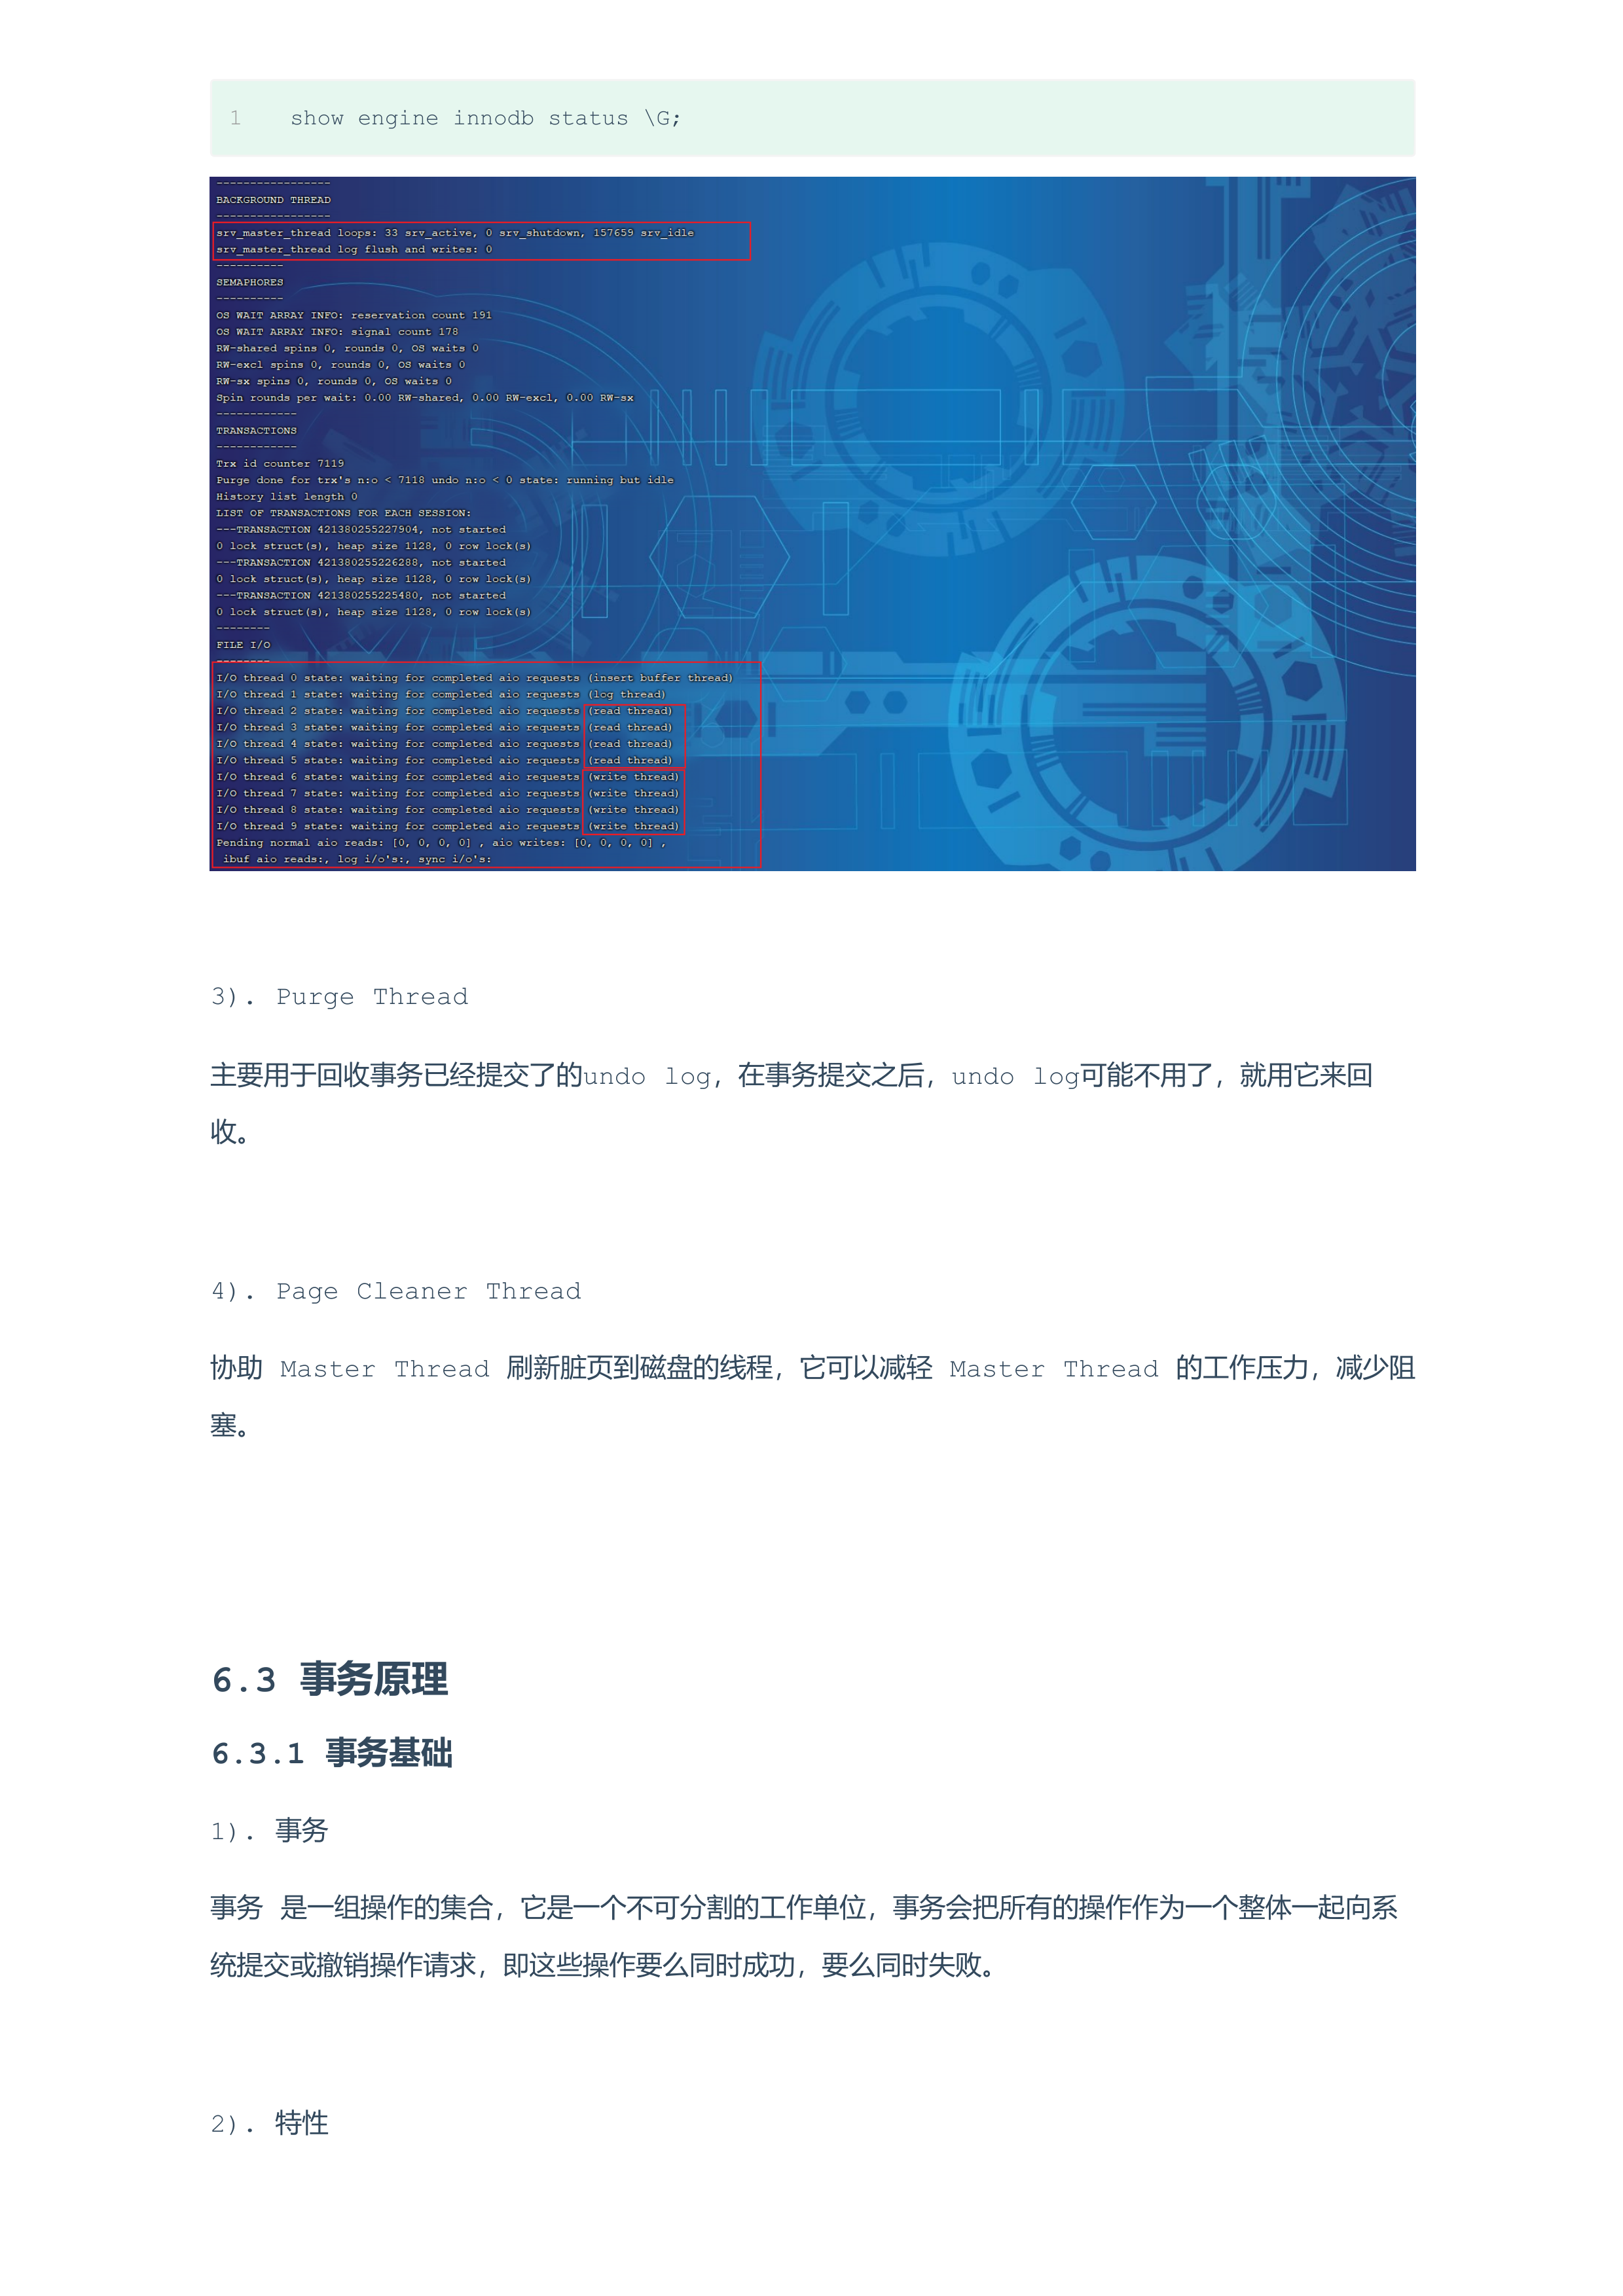 1 show engine innodb status \G;
-----------------
BACKGROUND THREAD
-----------------
srv_master_thread loops: 33 srv_active, 0 srv_shutdown, 157659 srv_idle
srv_master_thread log flush and writes: 0
----------
SEMAPHORES
----------
OS WAIT ARRAY INFO: reservation count 191
OS WAIT ARRAY INFO: signal count 178
RW-shared spins 0, rounds 0, OS waits 0
RW-excl spins 0, rounds 0, OS waits 0
RW-sx spins 0, rounds 0, OS waits 0
Spin rounds per wait: 0.00 RW-shared, 0.00 RW-excl, 0.00 RW-sx
------------
TRANSACTIONS
------------
Trx id counter 7119
Purge done for trx's n:o < 7118 undo n:o < 0 state: running but idle
History list length 0
LIST OF TRANSACTIONS FOR EACH SESSION:
---TRANSACTION 421380255227904, not started
0 lock struct(s), heap size 1128, 0 row lock(s)
---TRANSACTION 421380255226288, not started
0 lock struct(s), heap size 1128, 0 row lock(s)
---TRANSACTION 421380255225480, not started
0 lock struct(s), heap size 1128, 0 row lock(s)
--------
FILE I/O
--------
I/O thread 0 state: waiting for completed aio requests (insert buffer thread)
I/O thread 1 state: waiting for completed aio requests (log thread)
I/O thread 2 state: waiting for completed aio requests (read thread)
I/O thread 3 state: waiting for completed aio requests (read thread)
I/O thread 4 state: waiting for completed aio requests (read thread)
I/O thread 5 state: waiting for completed aio requests (read thread)
I/O thread 6 state: waiting for completed aio requests (write thread)
I/O thread 7 state: waiting for completed aio requests (write thread)
I/O thread 8 state: waiting for completed aio requests (write thread)
I/O thread 9 state: waiting for completed aio requests (write thread)
Pending normal aio reads: [0, 0, 0, 0] , aio writes: [0, 0, 0, 0] ,
ibuf aio reads:, log i/o's:, sync i/o's:
3). Purge Thread
主要用于回收事务已经提交了的undo log，在事务提交之后，undo log可能不用了，就用它来回
收。
4). Page Cleaner Thread
协助 Master Thread 刷新脏页到磁盘的线程，它可以减轻 Master Thread 的工作压力，减少阻
塞。
6.3 事务原理
6.3.1 事务基础
1). 事务
事务 是一组操作的集合，它是一个不可分割的工作单位，事务会把所有的操作作为一个整体一起向系
统提交或撤销操作请求，即这些操作要么同时成功，要么同时失败。
2). 特性